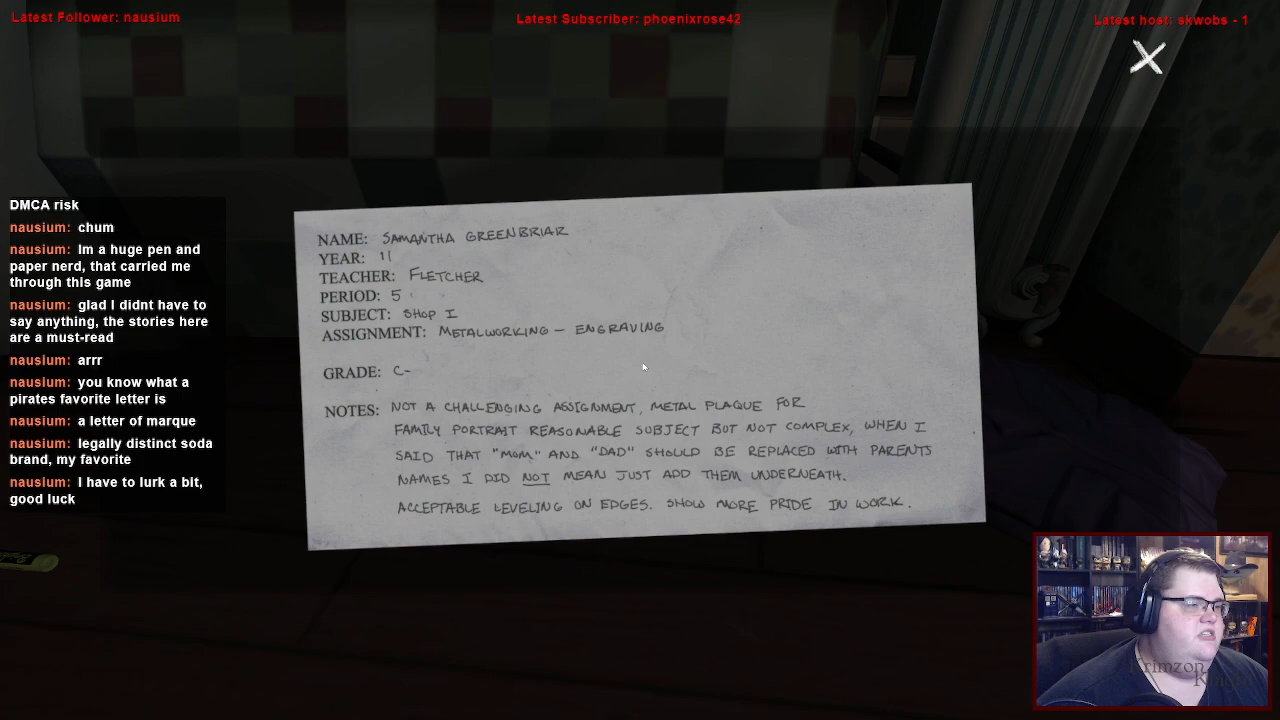 Latest Follower: nausium
Latest Subscriber: phoenixrose42
Latest host: skwobs - 1
DMCA risk
nausium: chum
nausium: Im a huge pen and
paper nerd, that carried me
through this game
nausium: glad I didnt have to
say anything, the stories here
are a must-read
nausium: arrr
nausium: you know what a
pirates favorite letter is
nausium: a letter of marque
nausium: legally distinct soda
brand, my favorite
nausium: I have to lurk a bit,
good luck
NAME: SAMANTHA GREENBRIAR
YEAR: 11
TEACHER: FLETCHER
PERIOD: 5
SUBJECT: SHOP I
ASSIGNMENT: METALWORKING - ENGRAVING
GRADE: C-
NOTES: NOT A CHALLENGING ASSIGNMENT, METAL PLAQUE FOR
FAMILY PORTRAIT REASONABLE SUBJECT BUT NOT COMPLEX, WHEN I
SAID THAT "MOM" AND "DAD" SHOULD BE REPLACED WITH PARENTS
NAMES I DID NOT MEAN JUST ADD THEM UNDERNEATH.
ACCEPTABLE LEVELING ON EDGES. SHOW MORE PRIDE IN WORK.
Crimzon